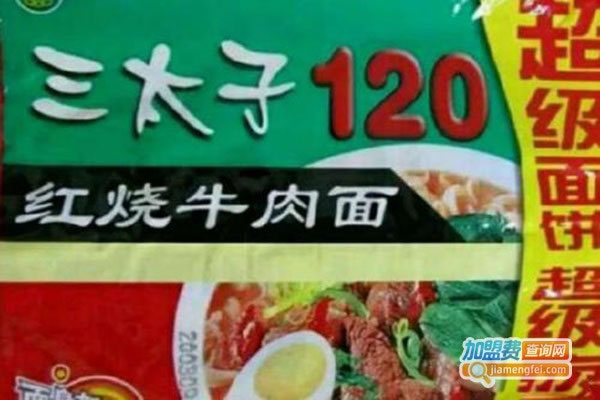 三太子120
红烧牛肉面
超级面饼 超级
200306
加盟费查询网
jiamengfei.com